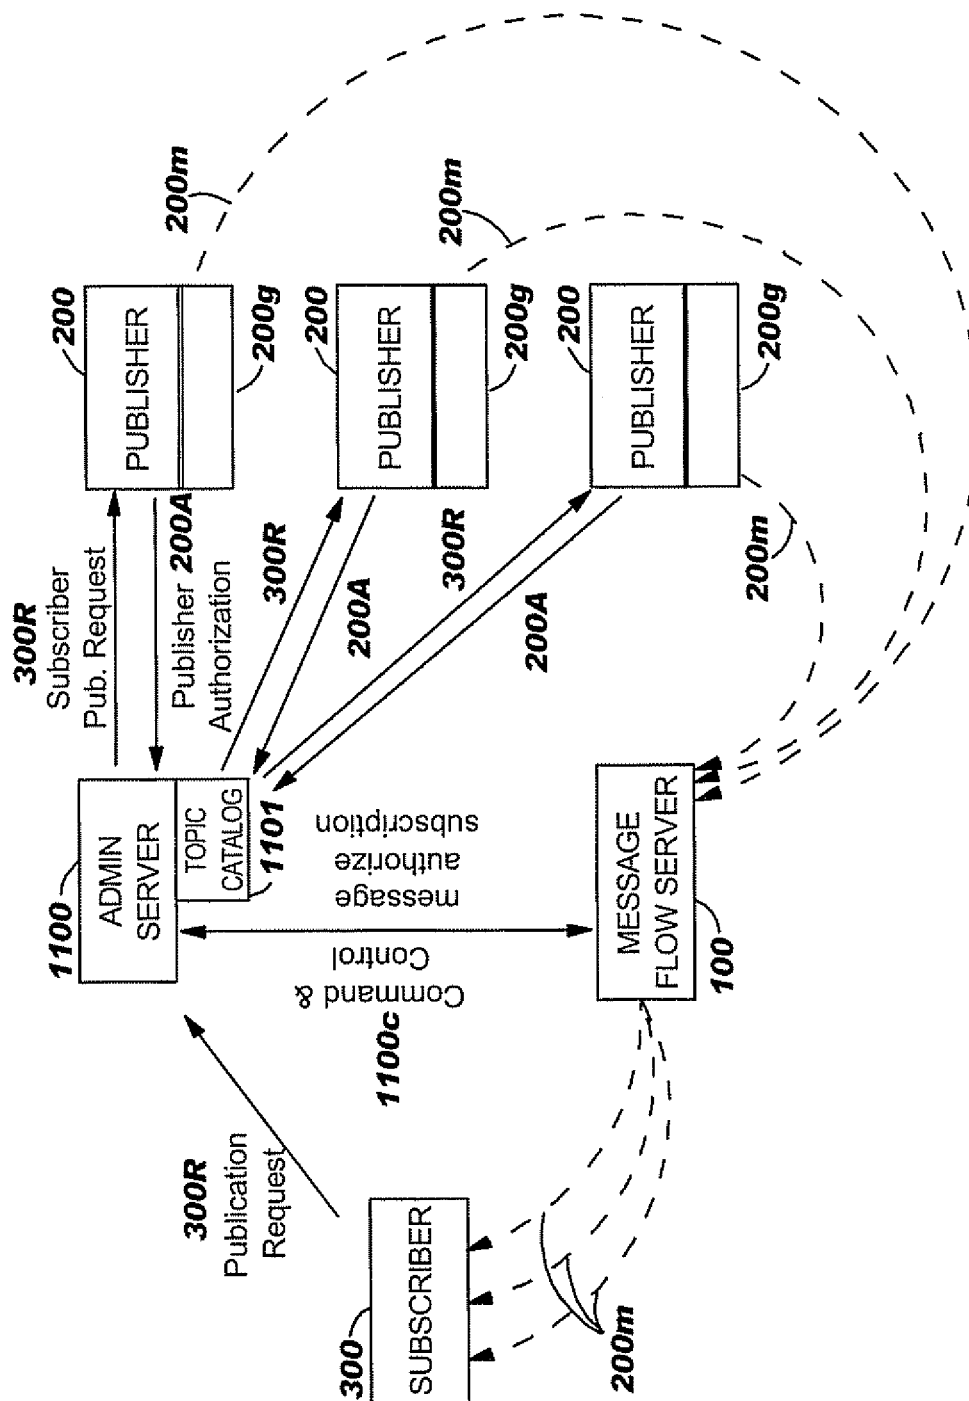 300R
Publication
Request
300
SUBSCRIBER
200m
1100
ADMIN
SERVER
TOPIC
CATALOG
1101
1100c
Command &
Control
message
authorize
subscription
MESSAGE
FLOW SERVER
100
300R
Subscriber
Pub. Request
Publisher 200A
Authorization
300R
200A
300R
200A
200
PUBLISHER
200g
200m
200
PUBLISHER
200g
200m
200
PUBLISHER
200g
200m